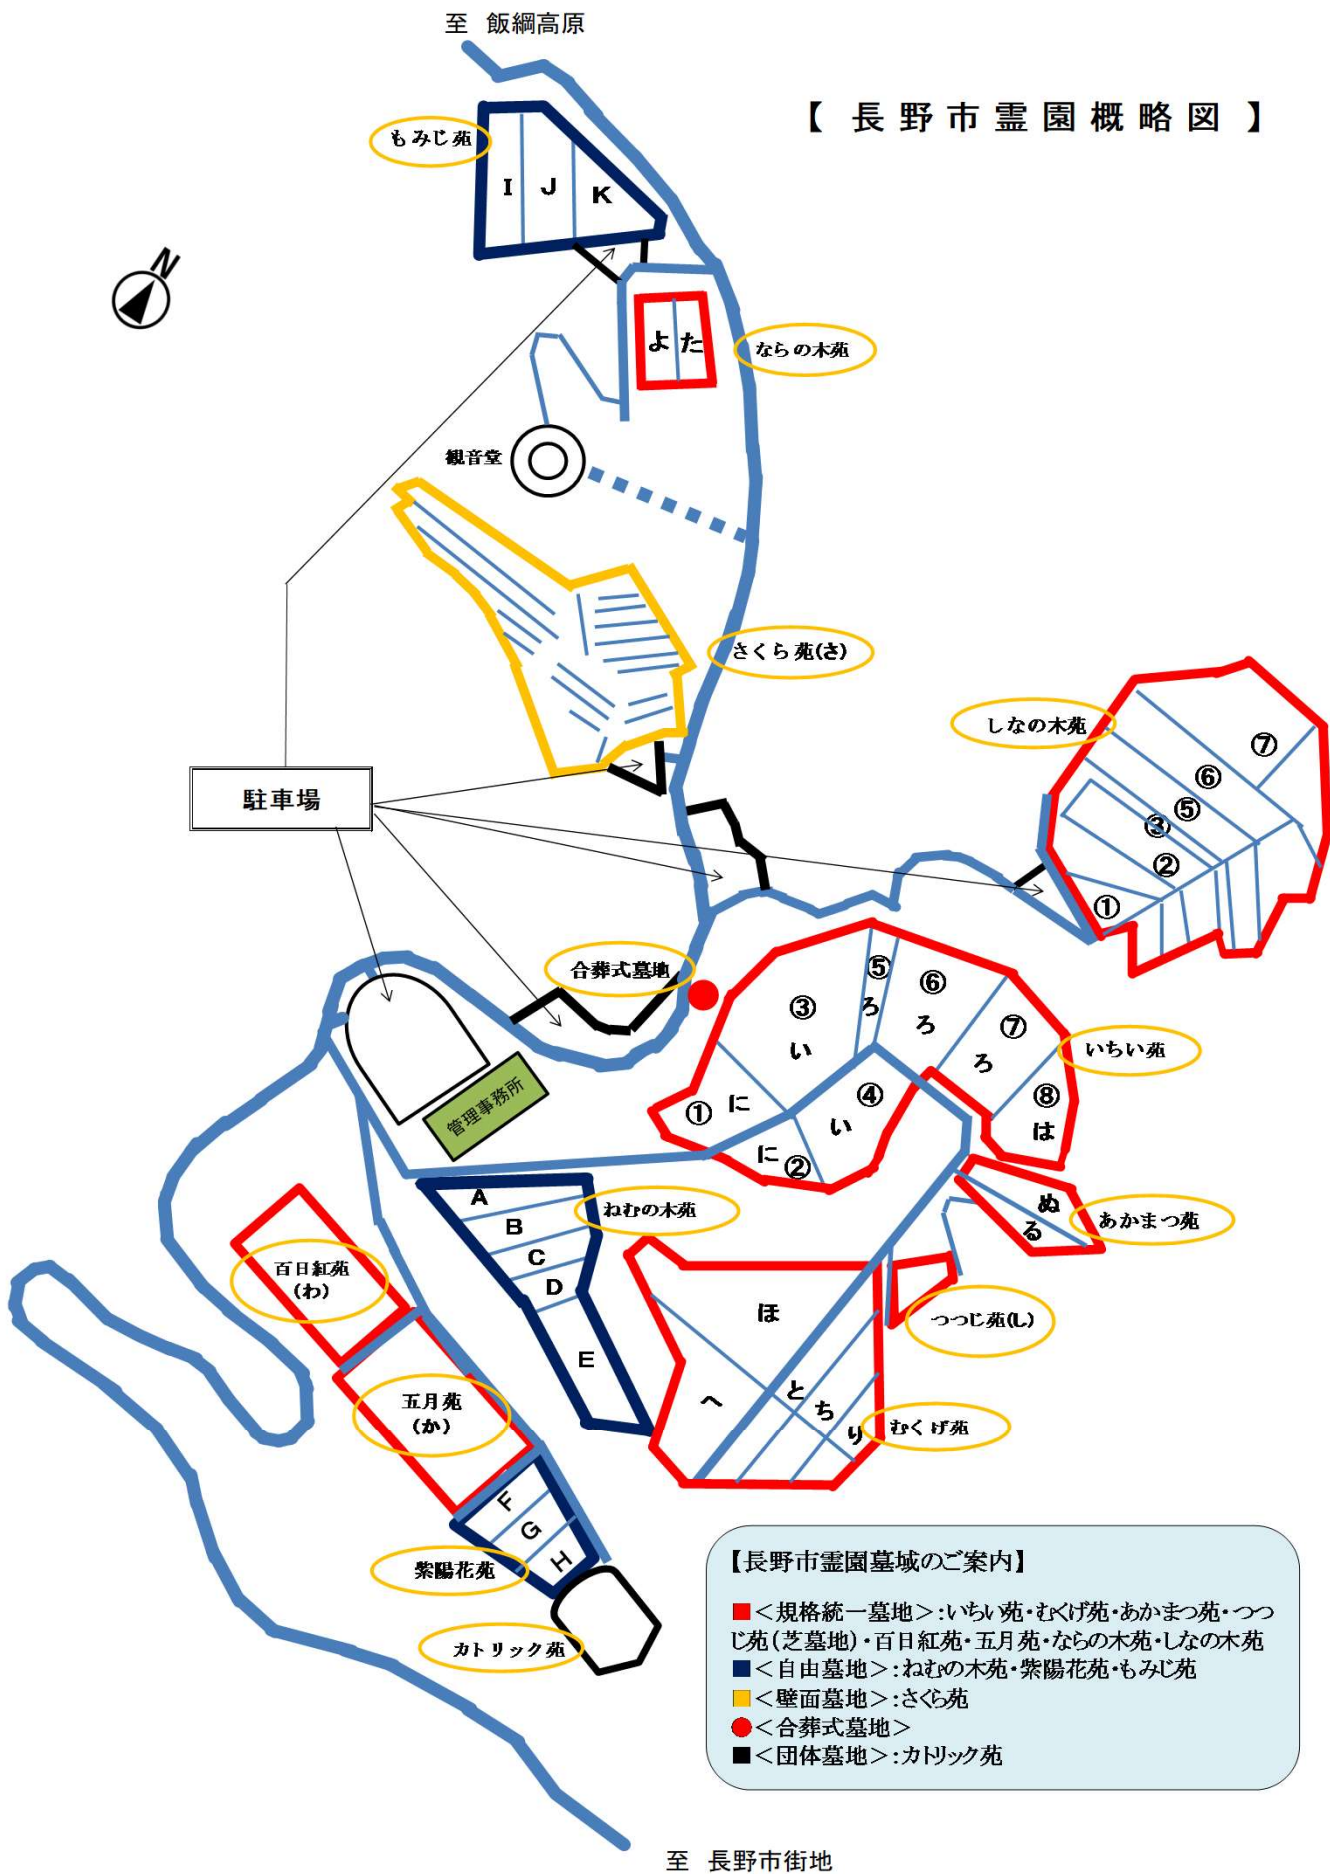 至 飯綱高原
【 長 野 市 霊 園 概 略 図 】
もみじ苑
I J K
N
よ た
ならの木苑
観音堂
さくら苑(さ)
しなの木苑
⑦
⑥
⑤
③
②
①
駐車場
合葬式墓地
③
い
⑤
ろ
⑥
ろ
⑦
ろ
いちい苑
⑧
は
④
い
① に
に ②
管理事務所
A
B
C
D
E
ねむの木苑
ぬ
る
あかまつ苑
百日紅苑
(わ)
つつじ苑(し)
ほ
へ
と
ち
り
むくげ苑
五月苑
(か)
F
G
H
紫陽花苑
カトリック苑
【長野市霊園墓域のご案内】
■<規格統一墓地>:いちい苑・むくげ苑・あかまつ苑・つつ
じ苑(芝墓地)・百日紅苑・五月苑・ならの木苑・しなの木苑
■<自由墓地>:ねむの木苑・紫陽花苑・もみじ苑
■<壁面墓地>:さくら苑
●<合葬式墓地>
■<団体墓地>:カトリック苑
至 長野市街地